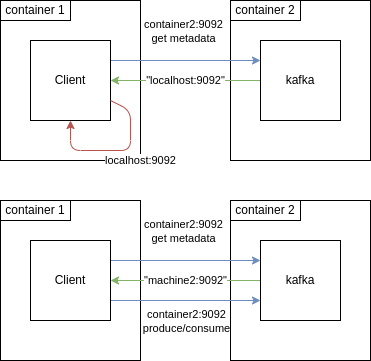 container 1
container 2
container2:9092
get metadata
Client
"localhost:9092"
kafka
localhost:9092
container 1
container 2
container2:9092
get metadata
Client
"machine2:9092"
kafka
container2:9092
produce/consume